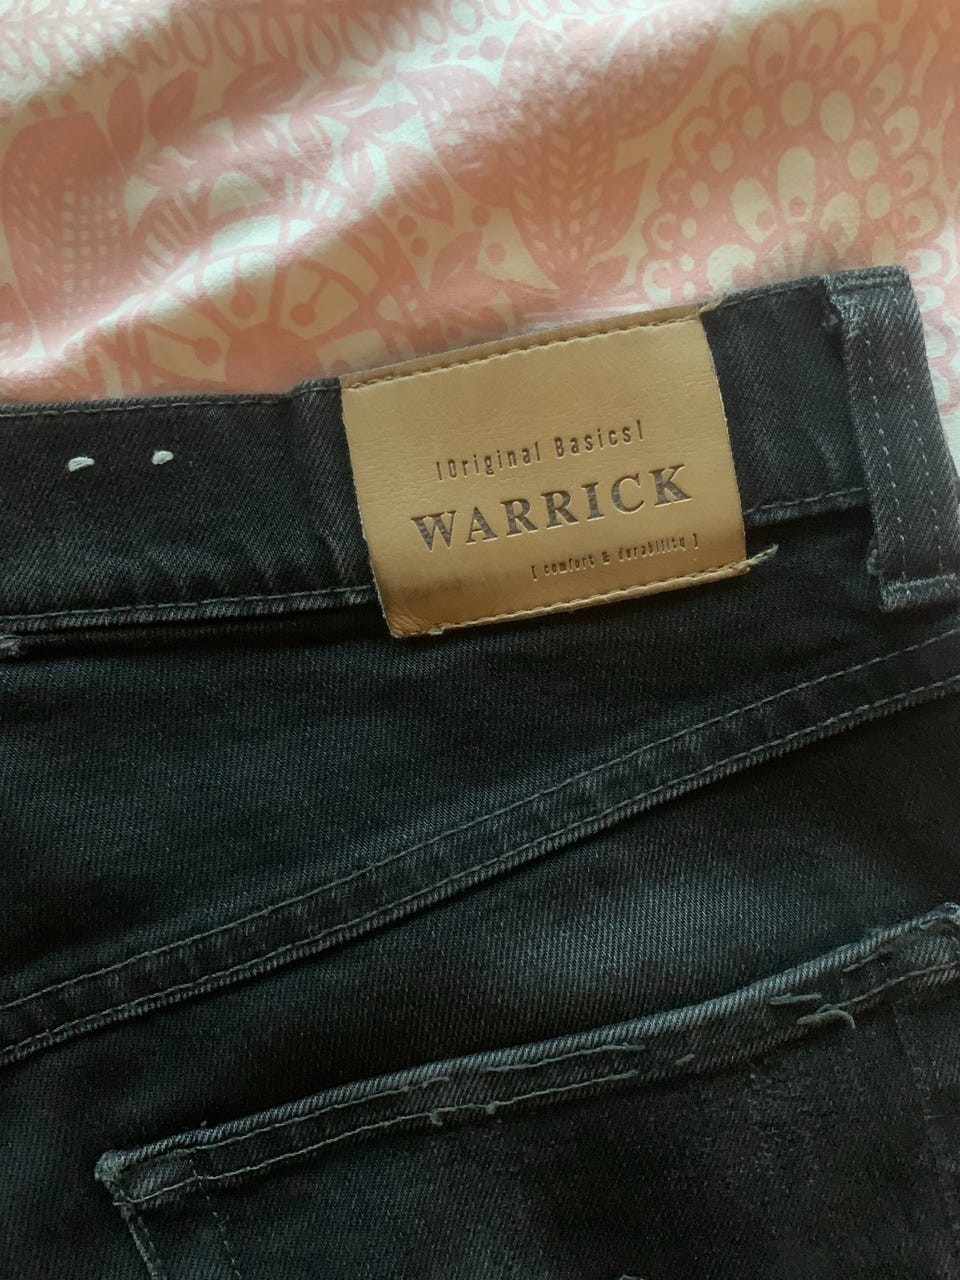 |Original Basics|
WARRICK
[ comfort & durability ]